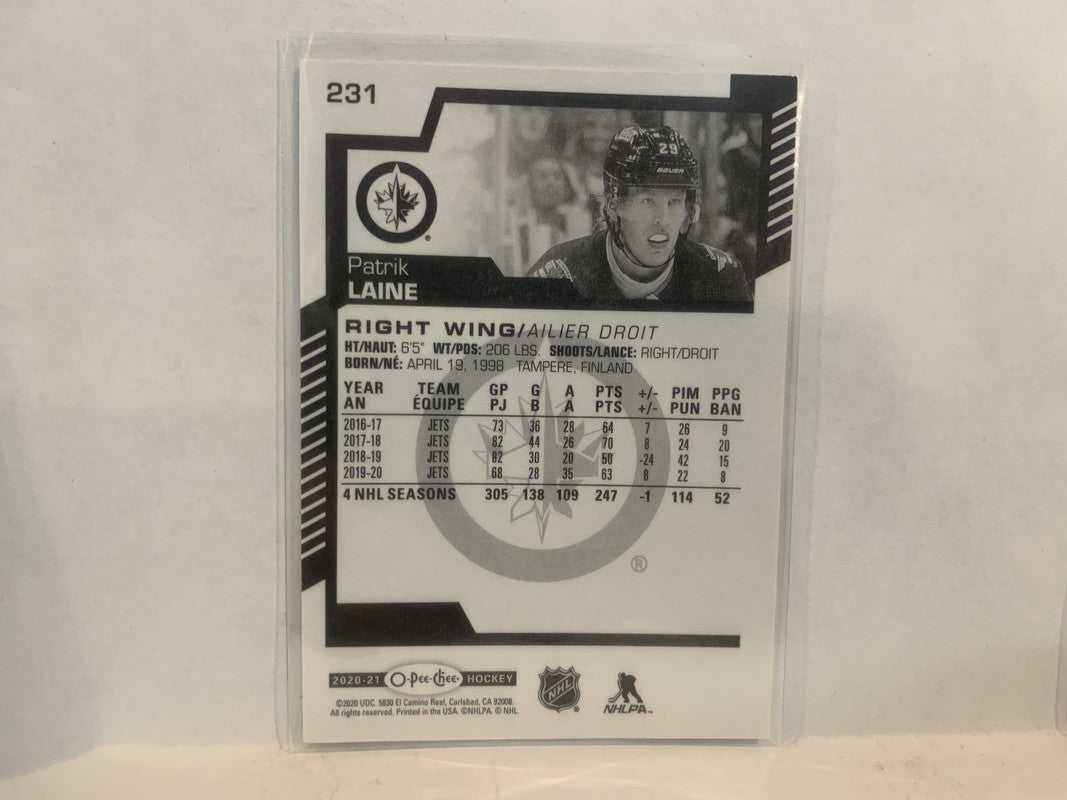 231
29
BAUER
Patrik
LAINE
®
RIGHT WING/AILIER DROIT
HT/HAUT: 6'5" WT/PDS: 206 LBS. SHOOTS/LANCE: RIGHT/DROIT
BORN/NÉ: APRIL 19, 1998 TAMPERE, FINLAND
YEAR TEAM GP G A PTS +/- PIM PPG
AN ÉQUIPE PJ B A PTS +/- PUN BAN
2016-17 JETS 73 36 28 64 7 26 9
2017-18 JETS 82 44 26 70 8 24 20
2018-19 JETS 82 30 20 50 -24 42 15
2019-20 JETS 68 28 35 63 8 22 8
4 NHL SEASONS 305 138 109 247 -1 114 52
®
2020-21 O-Pee-Chee HOCKEY
NHL
NHLPA
©2020 UDC. 5830 El Camino Real, Carlsbad, CA 92008.
All rights reserved. Printed in the USA. ©NHLPA. © NHL.